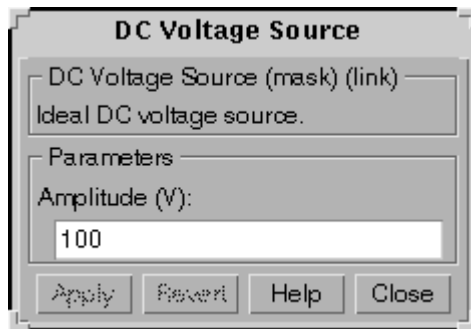 DC Voltage Source
DC Voltage Source (mask) (link)
Ideal DC voltage source.
Parameters
Amplitude (V):
100
Apply Revert Help Close